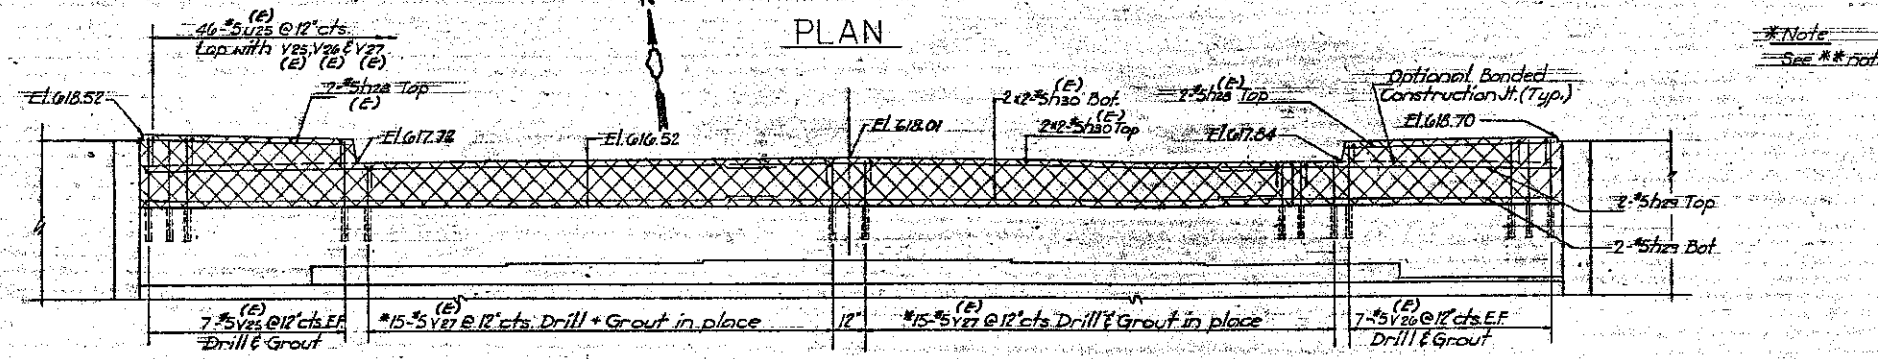 N
PLAN
(E)
46-#5u25 @ 12"cts.
Lap with V25, V26 & V27
(E) (E) (E)
2-#5h28 Top
(E)
El. 618.52
El. 617.72
El. 616.52
El. 618.01
(E)
2x2-#5h30 Bot.
(E)
2x2-#5h30 Top
(E)
2-#5h28 Top
El. 617.84
Optional Bonded
Construction Jt. (Typ.)
El. 618.70
*Note
See ** not
2-#5h29 Top
2-#5h29 Bot.
(E)
7-#5V25 @ 12"cts. E.F.
Drill & Grout
(E)
*15-#5V27 @ 12"cts. Drill + Grout in place
12"
(E)
*15-#5V27 @ 12"cts. Drill & Grout in place
(E)
7-#5V26 @ 12"cts. E.F.
Drill & Grout